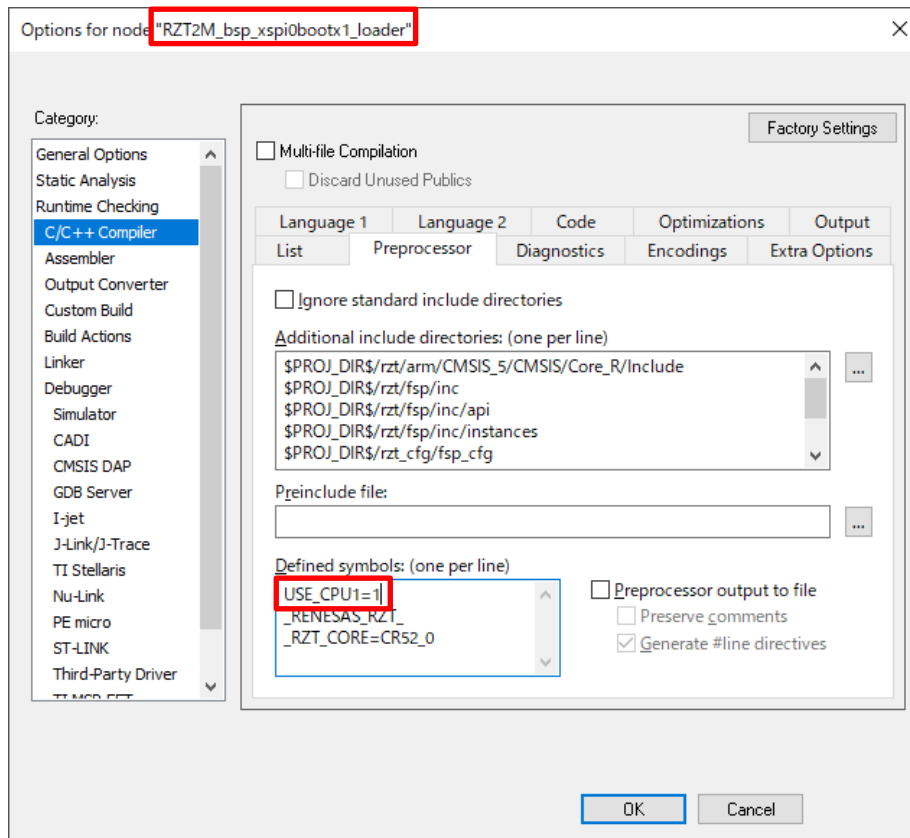 Options for node "RZT2M_bsp_xspi0bootx1_loader"
Category:
General Options
Static Analysis
Runtime Checking
C/C++ Compiler
Assembler
Output Converter
Custom Build
Build Actions
Linker
Debugger
Simulator
CADI
CMSIS DAP
GDB Server
I-jet
J-Link/J-Trace
TI Stellaris
Nu-Link
PE micro
ST-LINK
Third-Party Driver
Factory Settings
Multi-file Compilation
Discard Unused Publics
Language 1 Language 2 Code Optimizations Output
List Preprocessor Diagnostics Encodings Extra Options
Ignore standard include directories
Additional include directories: (one per line)
$PROJ_DIR$/rzt/arm/CMSIS_5/CMSIS/Core_R/Include
$PROJ_DIR$/rzt/fsp/inc
$PROJ_DIR$/rzt/fsp/inc/api
$PROJ_DIR$/rzt/fsp/inc/instances
$PROJ_DIR$/rzt_cfg/fsp_cfg
...
Preinclude file:
...
Defined symbols: (one per line)
USE_CPU1=1
_RENESAS_RZT_
_RZT_CORE=CR52_0
Preprocessor output to file
Preserve comments
Generate #line directives
OK Cancel